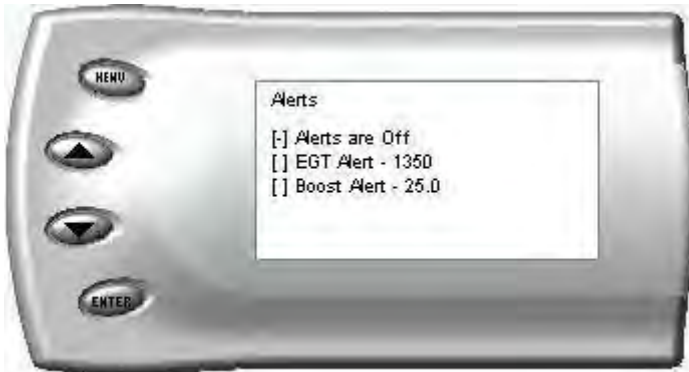 MENU
Alerts
[-] Alerts are Off
[ ] EGT Alert - 1350
[ ] Boost Alert - 25.0
ENTER